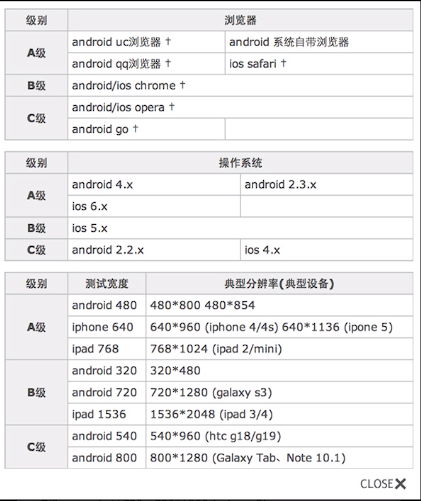 级别 浏览器
A级 android uc浏览器 † android 系统自带浏览器
android qq浏览器 † ios safari †
B级 android/ios chrome †
C级 android/ios opera †
android go †
级别 操作系统
A级 android 4.x android 2.3.x
ios 6.x
B级 ios 5.x
C级 android 2.2.x ios 4.x
级别 测试宽度 典型分辨率(典型设备)
android 480 480*800 480*854
A级 iphone 640 640*960 (iphone 4/4s) 640*1136 (ipone 5)
ipad 768 768*1024 (ipad 2/mini)
android 320 320*480
B级 android 720 720*1280 (galaxy s3)
ipad 1536 1536*2048 (ipad 3/4)
C级 android 540 540*960 (htc g18/g19)
android 800 800*1280 (Galaxy Tab、Note 10.1)
CLOSE